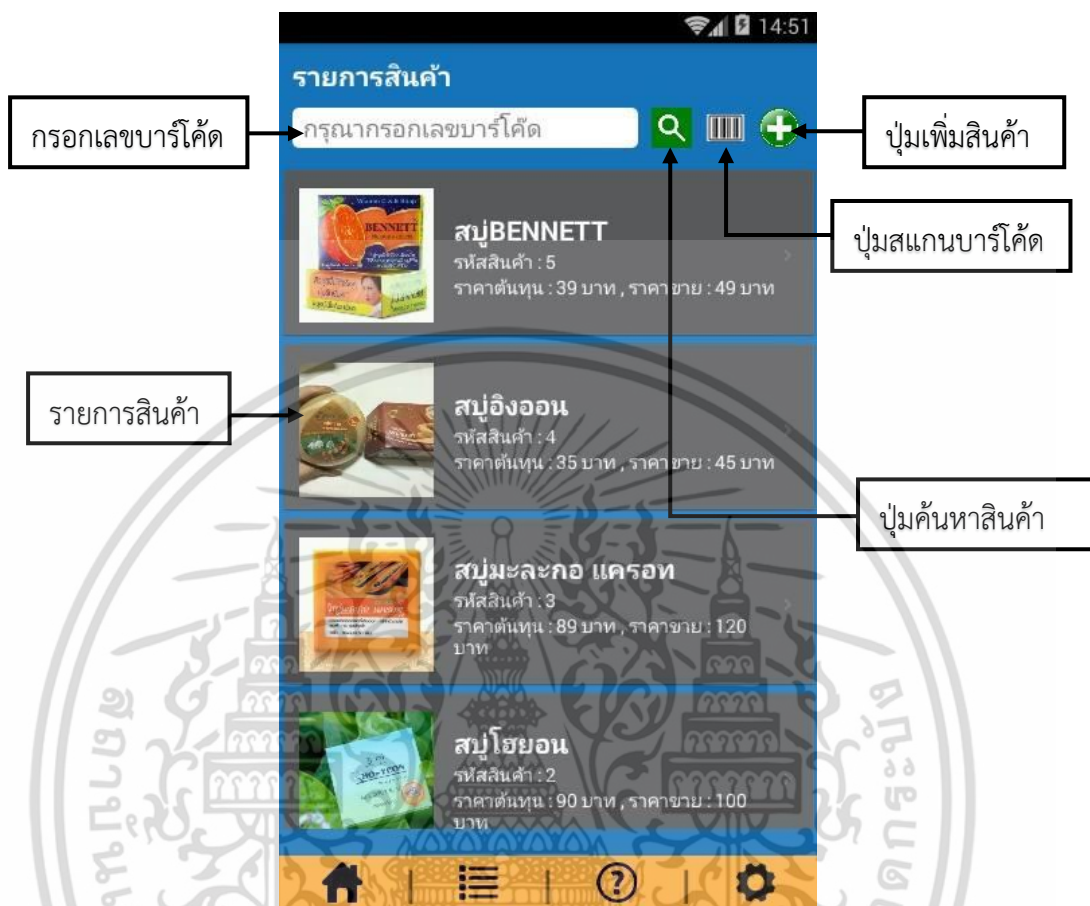 14:51
รายการสินค้า
กรอกเลขบาร์โค้ด
กรุณากรอกเลขบาร์โค๊ด
ปุ่มเพิ่มสินค้า
ปุ่มสแกนบาร์โค้ด
BENNETT
สบู่BENNETT
รหัสสินค้า : 5
ราคาต้นทุน : 39 บาท , ราคาขาย : 49 บาท
รายการสินค้า
สบู่อิงออน
รหัสสินค้า : 4
ราคาต้นทุน : 35 บาท , ราคาขาย : 45 บาท
ปุ่มค้นหาสินค้า
สบู่มะละกอ แครอท
รหัสสินค้า : 3
ราคาต้นทุน : 89 บาท , ราคาขาย : 120
บาท
สบู่โฮยอน
รหัสสินค้า : 2
ราคาต้นทุน : 90 บาท , ราคาขาย : 100
บาท